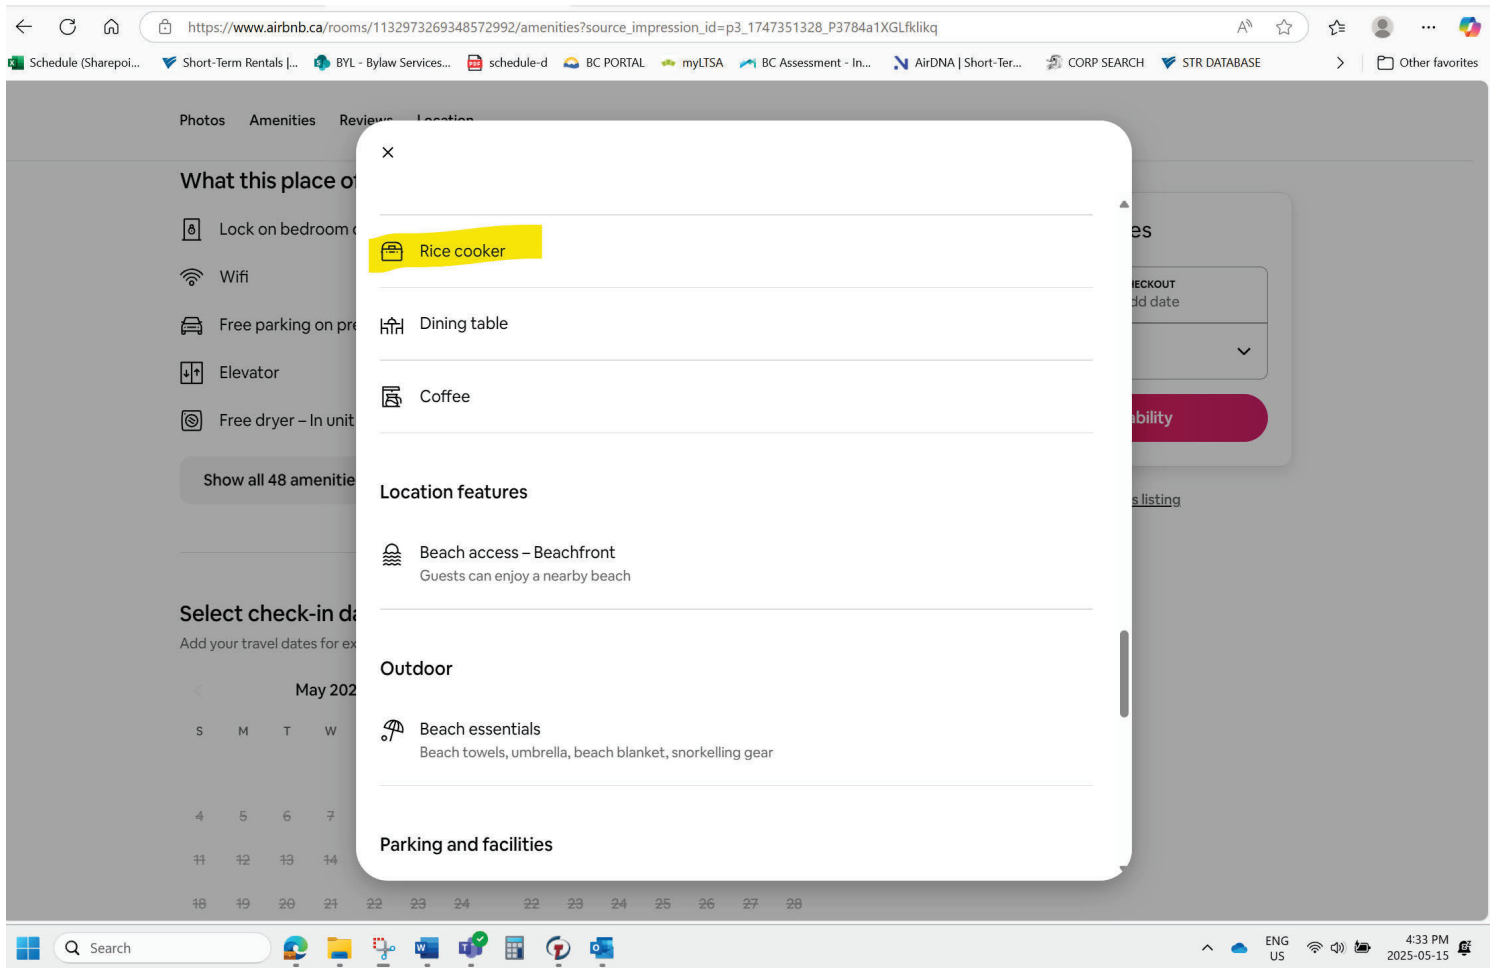 https://www.airbnb.ca/rooms/1132973269348572992/amenities?source_impression_id=p3_1747351328_P3784a1XGLfklikq
Schedule (Sharepoi... Short-Term Rentals |... BYL - Bylaw Services... schedule-d BC PORTAL myLTSA BC Assessment - In... AirDNA | Short-Ter... CORP SEARCH STR DATABASE Other favorites
Photos Amenities Reviews Location
What this place of
Lock on bedroom
Wifi
Free parking on pre
Elevator
Free dryer – In unit
Show all 48 amenitie
Select check-in da
Add your travel dates for ex
May 202
S M T W
4 5 6 7
11 12 13 14
18 19 20 21 22 23 24 22 23 24 25 26 27 28
Rice cooker
Dining table
Coffee
Location features
Beach access – Beachfront
Guests can enjoy a nearby beach
Outdoor
Beach essentials
Beach towels, umbrella, beach blanket, snorkelling gear
Parking and facilities
es
HECKOUT
dd date
ability
s listing
Search
ENG
US
4:33 PM
2025-05-15